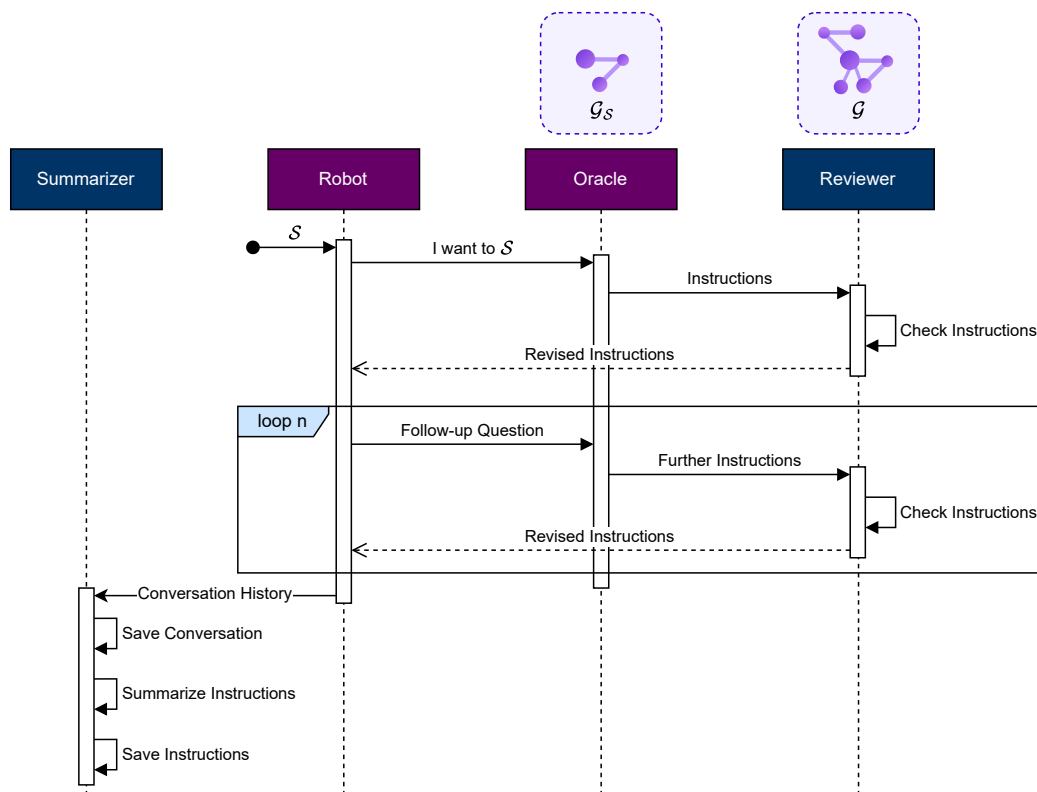 𝒢_𝒮
𝒢
Summarizer
Robot
Oracle
Reviewer
𝒮
I want to 𝒮
Instructions
Check Instructions
Revised Instructions
loop n
Follow-up Question
Further Instructions
Check Instructions
Revised Instructions
Conversation History
Save Conversation
Summarize Instructions
Save Instructions